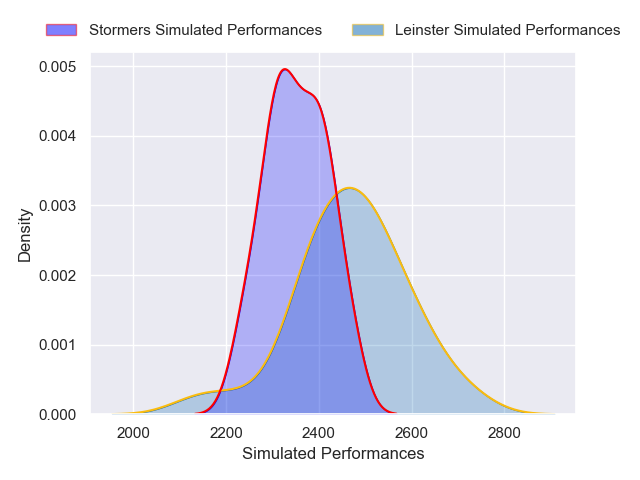 Stormers Simulated Performances Leinster Simulated Performances
0.005
0.004
0.003
0.002
0.001
0.000
Density
2000 2200 2400 2600 2800
Simulated Performances